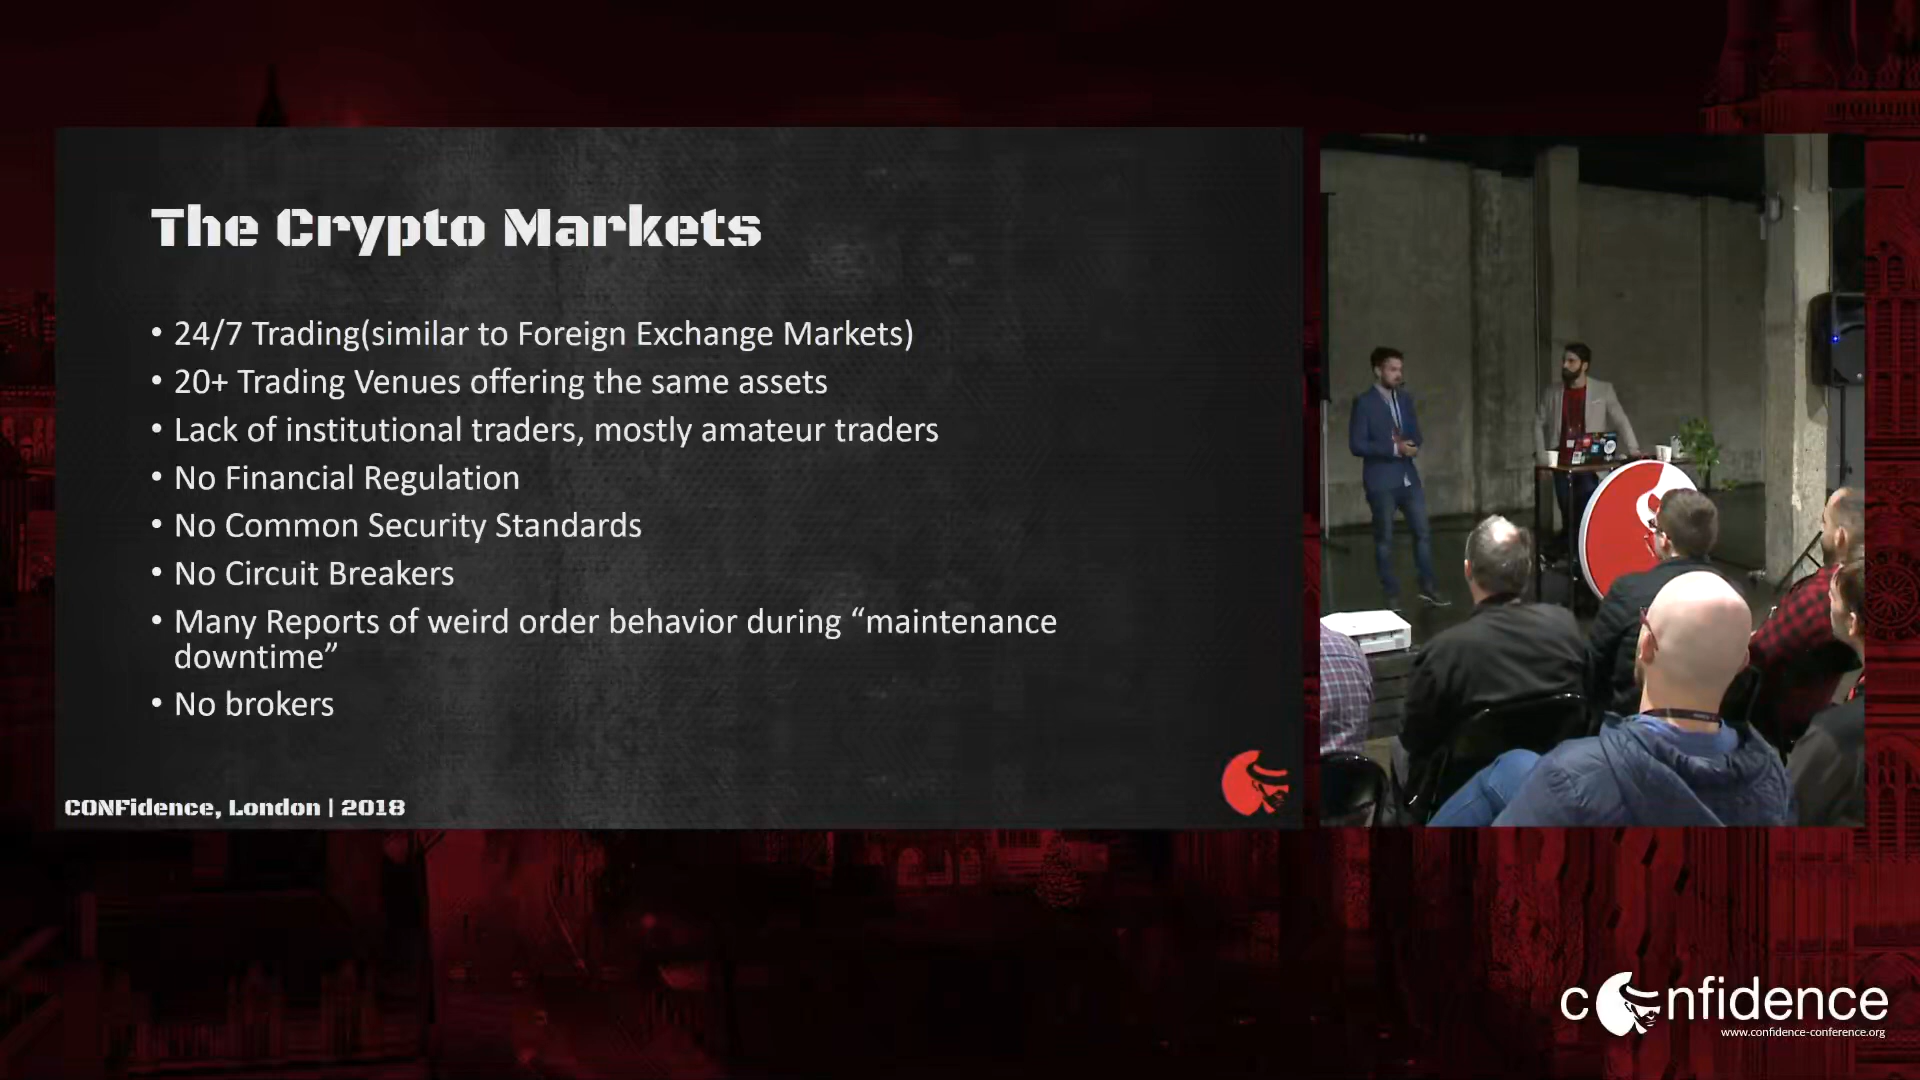 The Crypto Markets
• 24/7 Trading(similar to Foreign Exchange Markets)
• 20+ Trading Venues offering the same assets
• Lack of institutional traders, mostly amateur traders
• No Financial Regulation
• No Common Security Standards
• No Circuit Breakers
• Many Reports of weird order behavior during “maintenance
downtime”
• No brokers
CONFidence, London | 2018
confidence
www.confidence-conference.org